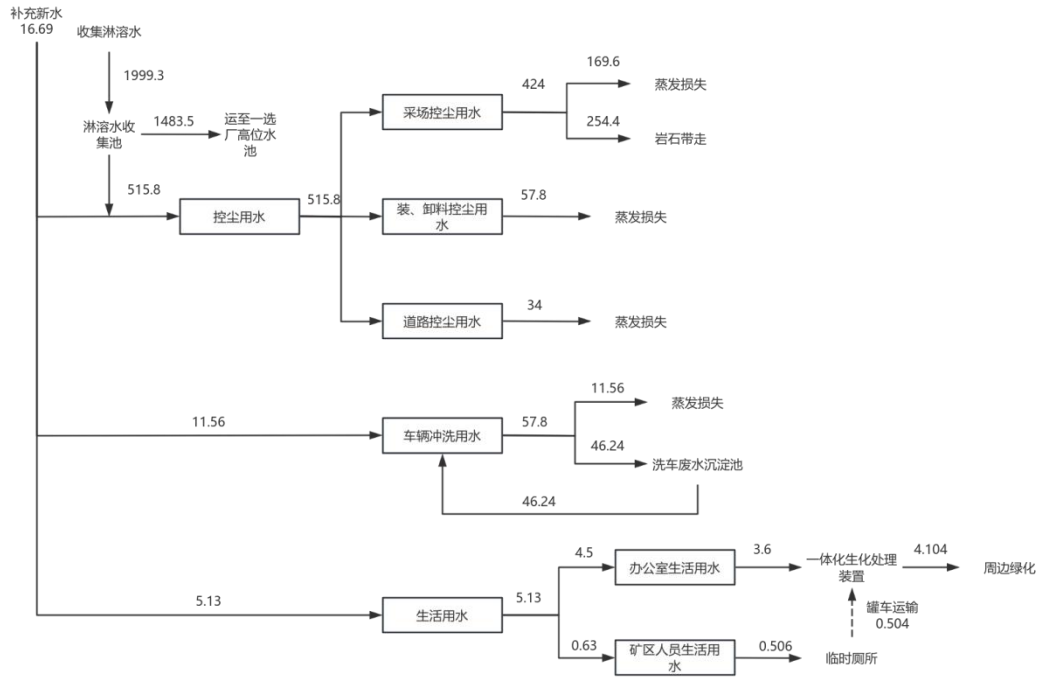 补充新水
16.69
收集淋溶水
1999.3
淋溶水收
集池
1483.5
运至一选
厂高位水
池
515.8
控尘用水
515.8
采场控尘用水
424
169.6
蒸发损失
254.4
岩石带走
装、卸料控尘用
水
57.8
蒸发损失
道路控尘用水
34
蒸发损失
11.56
车辆冲洗用水
57.8
11.56
蒸发损失
46.24
洗车废水沉淀池
46.24
5.13
生活用水
5.13
4.5
办公室生活用水
3.6
一体化生化处理
装置
4.104
周边绿化
罐车运输
0.504
0.63
矿区人员生活用
水
0.506
临时厕所